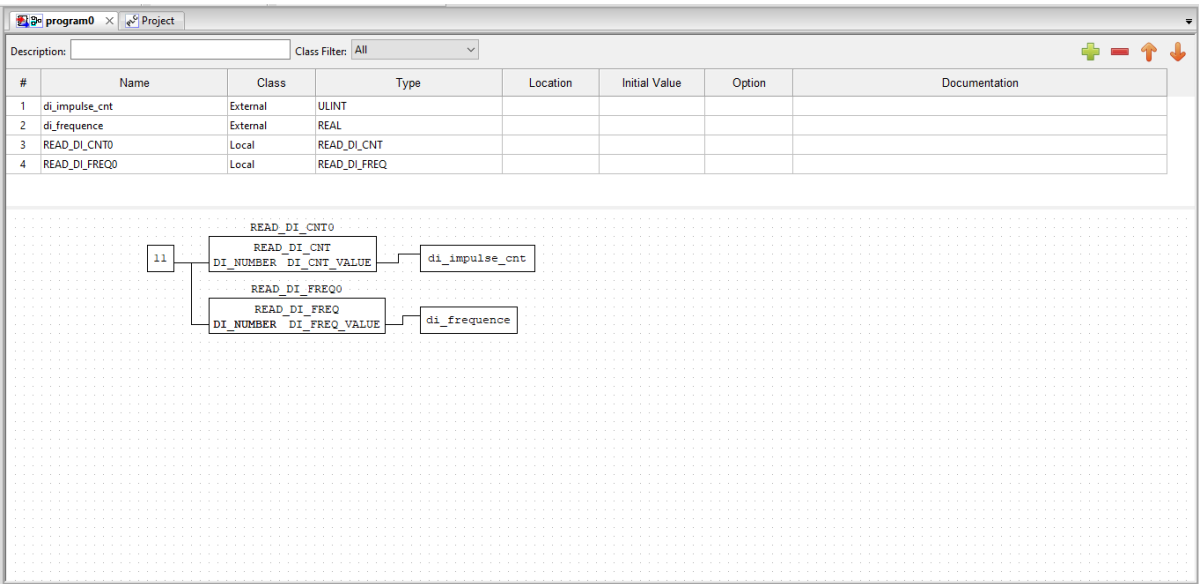 program0 Project
Description: Class Filter: All
# Name Class Type Location Initial Value Option Documentation
1 di_impulse_cnt External ULINT
2 di_frequence External REAL
3 READ_DI_CNT0 Local READ_DI_CNT
4 READ_DI_FREQ0 Local READ_DI_FREQ
READ_DI_CNT0
READ_DI_CNT
11 DI_NUMBER DI_CNT_VALUE di_impulse_cnt
READ_DI_FREQ0
READ_DI_FREQ
DI_NUMBER DI_FREQ_VALUE di_frequence